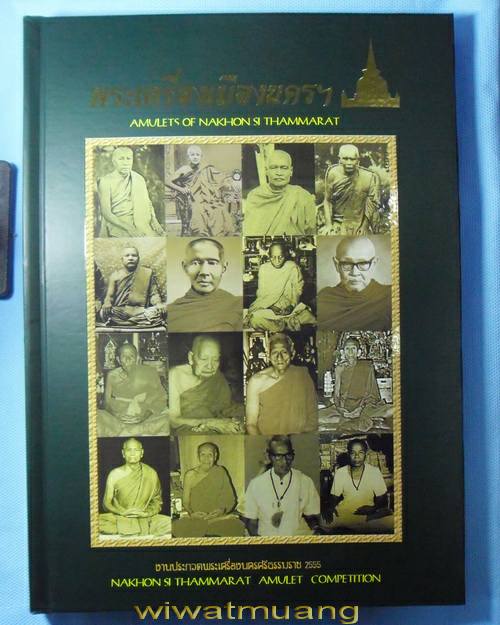 พระเครื่องเมืองนครฯ
AMULETS OF NAKHON SI THAMMARAT
งานประกวดพระเครื่องนครศรีธรรมราช 2555
NAKHON SI THAMMARAT AMULET COMPETITION
wiwatmuang